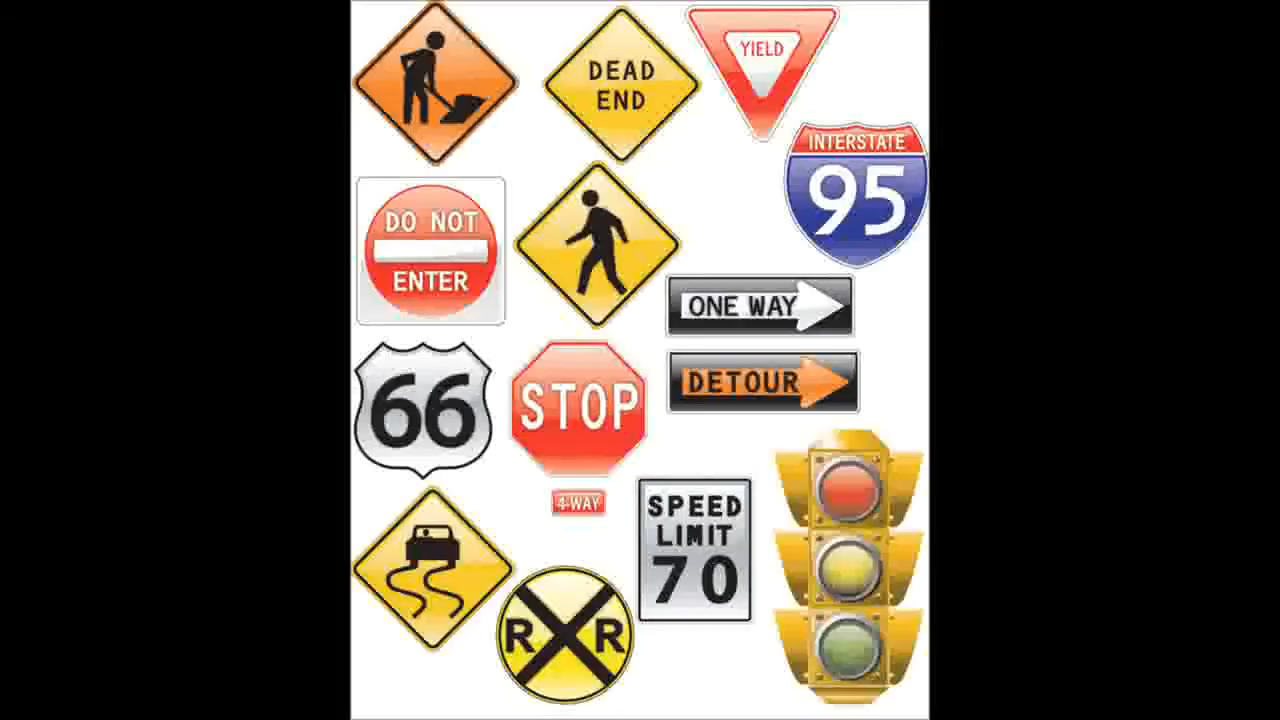 DEAD
END
YIELD
INTERSTATE
95
DO NOT
ENTER
ONE WAY
66
STOP
DETOUR
4-WAY
SPEED
LIMIT
70
R R